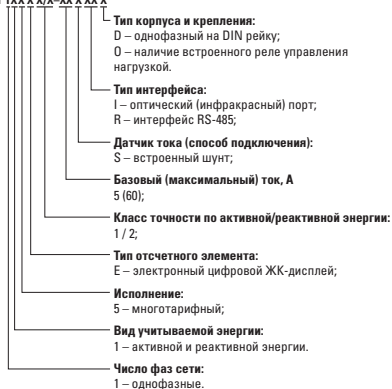 Тип корпуса и крепления:
D – однофазный на DIN рейку;
O – наличие встроенного реле управления
нагрузкой.
Тип интерфейса:
I – оптический (инфракрасный) порт;
R – интерфейс RS-485;
Датчик тока (способ подключения):
S – встроенный шунт;
Базовый (максимальный) ток, А
5 (60);
Класс точности по активной/реактивной энергии:
1 / 2;
Тип отсчетного элемента:
E – электронный цифровой ЖК-дисплей;
Исполнение:
5 – многотарифный;
Вид учитываемой энергии:
1 – активной и реактивной энергии.
Число фаз сети:
1 – однофазные.